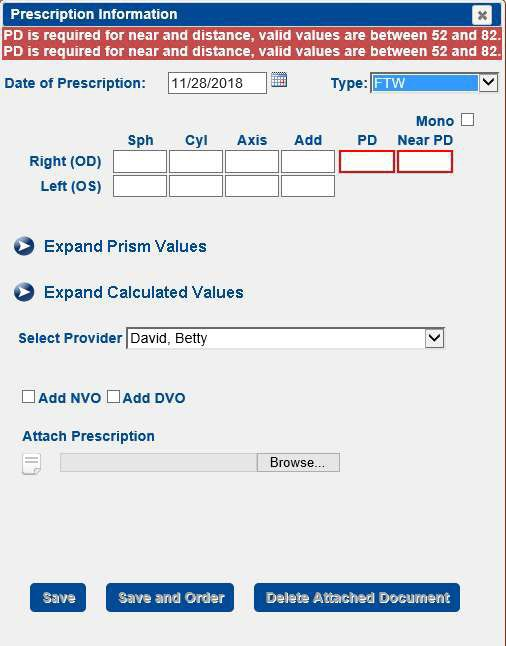 Prescription Information
PD is required for near and distance, valid values are between 52 and 82.
PD is required for near and distance, valid values are between 52 and 82.
Date of Prescription: 11/28/2018 Type: FTW
Mono
Sph Cyl Axis Add PD Near PD
Right (OD)
Left (OS)
Expand Prism Values
Expand Calculated Values
Select Provider David, Betty
Add NVO Add DVO
Attach Prescription
Browse...
Save Save and Order Delete Attached Document